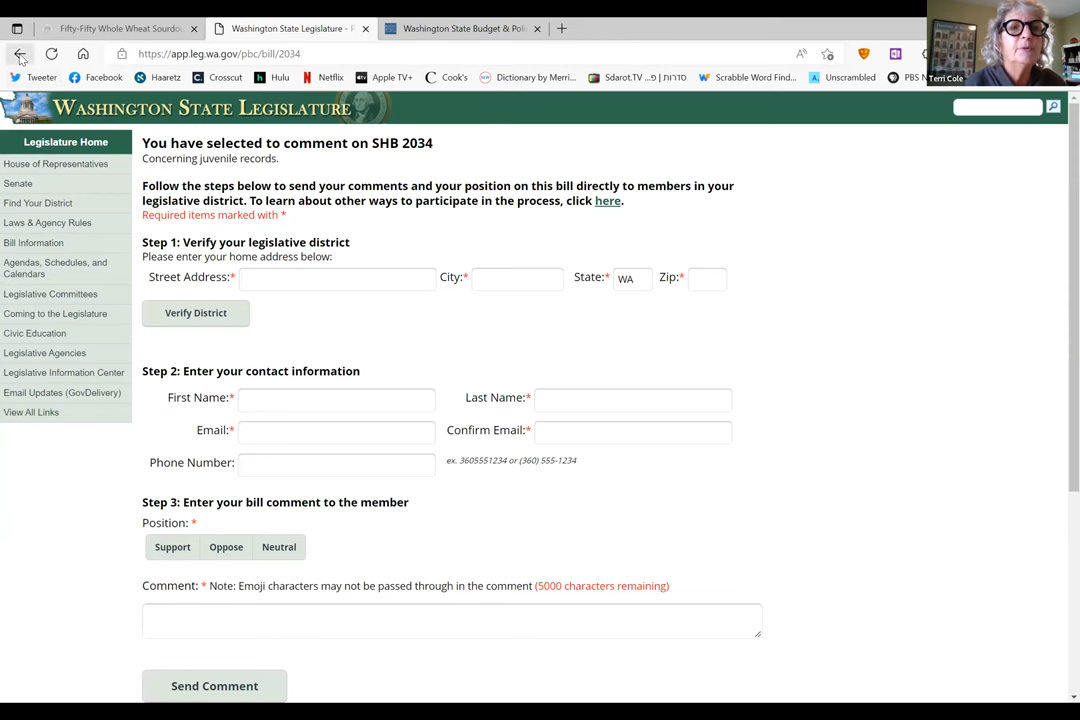 Fifty-Fifty Whole Wheat Sourdo
Washington State Legislature -
Washington State Budget & Poli
https://app.leg.wa.gov/pbc/bill/2034
Terri Cole
Tweeter
Facebook
Haaretz
Crosscut
Hulu
Netflix
Apple TV+
Cook's
Dictionary by Merri...
Sdarot.TV סדרות | פ...
Scrabble Word Find...
Unscrambled
PBS
WASHINGTON STATE LEGISLATURE
Legislature Home
House of Representatives
Senate
Find Your District
Laws & Agency Rules
Bill Information
Agendas, Schedules, and
Calendars
Legislative Committees
Coming to the Legislature
Civic Education
Legislative Agencies
Legislative Information Center
Email Updates (GovDelivery)
View All Links
You have selected to comment on SHB 2034
Concerning juvenile records.
Follow the steps below to send your comments and your position on this bill directly to members in your
legislative district. To learn about other ways to participate in the process, click here.
Required items marked with *
Step 1: Verify your legislative district
Please enter your home address below:
Street Address:* City:* State:* WA Zip:*
Verify District
Step 2: Enter your contact information
First Name:* Last Name:*
Email:* Confirm Email:*
Phone Number: ex. 3605551234 or (360) 555-1234
Step 3: Enter your bill comment to the member
Position: *
Support Oppose Neutral
Comment: * Note: Emoji characters may not be passed through in the comment (5000 characters remaining)
Send Comment